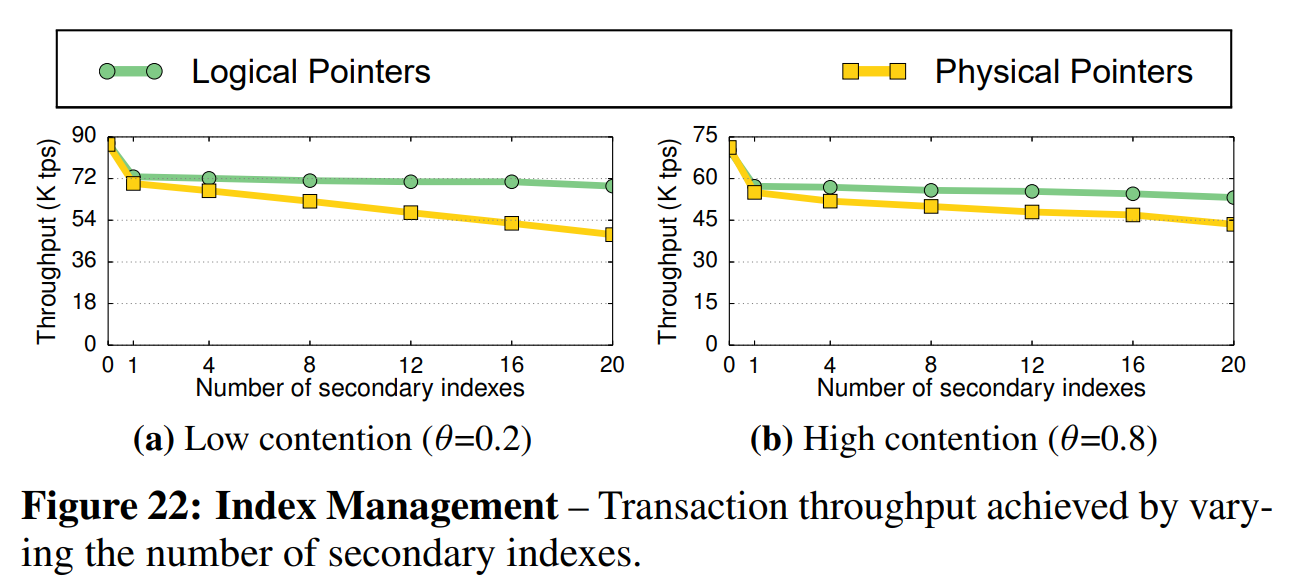 Logical Pointers
Physical Pointers
Throughput (K tps)
90
72
54
36
18
0
0 1 4 8 12 16 20
Number of secondary indexes
(a) Low contention (θ=0.2)
Throughput (K tps)
75
60
45
30
15
0
0 1 4 8 12 16 20
Number of secondary indexes
(b) High contention (θ=0.8)
Figure 22: Index Management – Transaction throughput achieved by vary-
ing the number of secondary indexes.